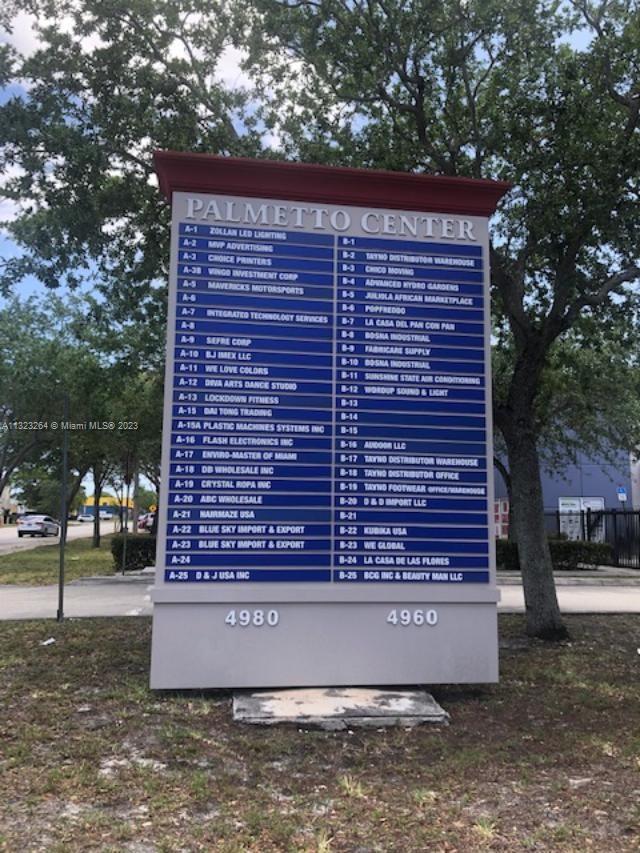 PALMETTO CENTER
A-1 ZOLLAN LED LIGHTING
A-2 MVP ADVERTISING
A-3 CHOICE PRINTERS
A-3B VINGO INVESTMENT CORP
A-5 MAVERICKS MOTORSPORTS
A-6
A-7 INTEGRATED TECHNOLOGY SERVICES
A-8
A-9 SEFRE CORP
A-10 BJ IMEX LLC
A-11 WE LOVE COLORS
A-12 DIVA ARTS DANCE STUDIO
A-13 LOCKDOWN FITNESS
A-15 DAI TONG TRADING
A-15A PLASTIC MACHINES SYSTEMS INC
A-16 FLASH ELECTRONICS INC
A-17 ENVIRO-MASTER OF MIAMI
A-18 DB WHOLESALE INC
A-19 CRYSTAL ROPA INC
A-20 ABC WHOLESALE
A-21 HAIRMAZE USA
A-22 BLUE SKY IMPORT & EXPORT
A-23 BLUE SKY IMPORT & EXPORT
A-24
A-25 D & J USA INC
B-1
B-2 TAYNO DISTRIBUTOR WAREHOUSE
B-3 CHICO MOVING
B-4 ADVANCED HYDRO GARDENS
B-5 JULIOLA AFRICAN MARKETPLACE
B-6 POPFREDDO
B-7 LA CASA DEL PAN CON PAN
B-8 BOSNA INDUSTRIAL
B-9 FABRICARE SUPPLY
B-10 BOSNA INDUSTRIAL
B-11 SUNSHINE STATE AIR CONDITIONING
B-12 WORDUP SOUND & LIGHT
B-13
B-14
B-15
B-16 AUDOOR LLC
B-17 TAYNO DISTRIBUTOR WAREHOUSE
B-18 TAYNO DISTRIBUTOR OFFICE
B-19 TAYNO FOOTWEAR OFFICE/WAREHOUSE
B-20 D & D IMPORT LLC
B-21
B-22 KUBIKA USA
B-23 WE GLOBAL
B-24 LA CASA DE LAS FLORES
B-25 BCG INC & BEAUTY MAN LLC
4980 4960
A11323264 © Miami MLS® 2023